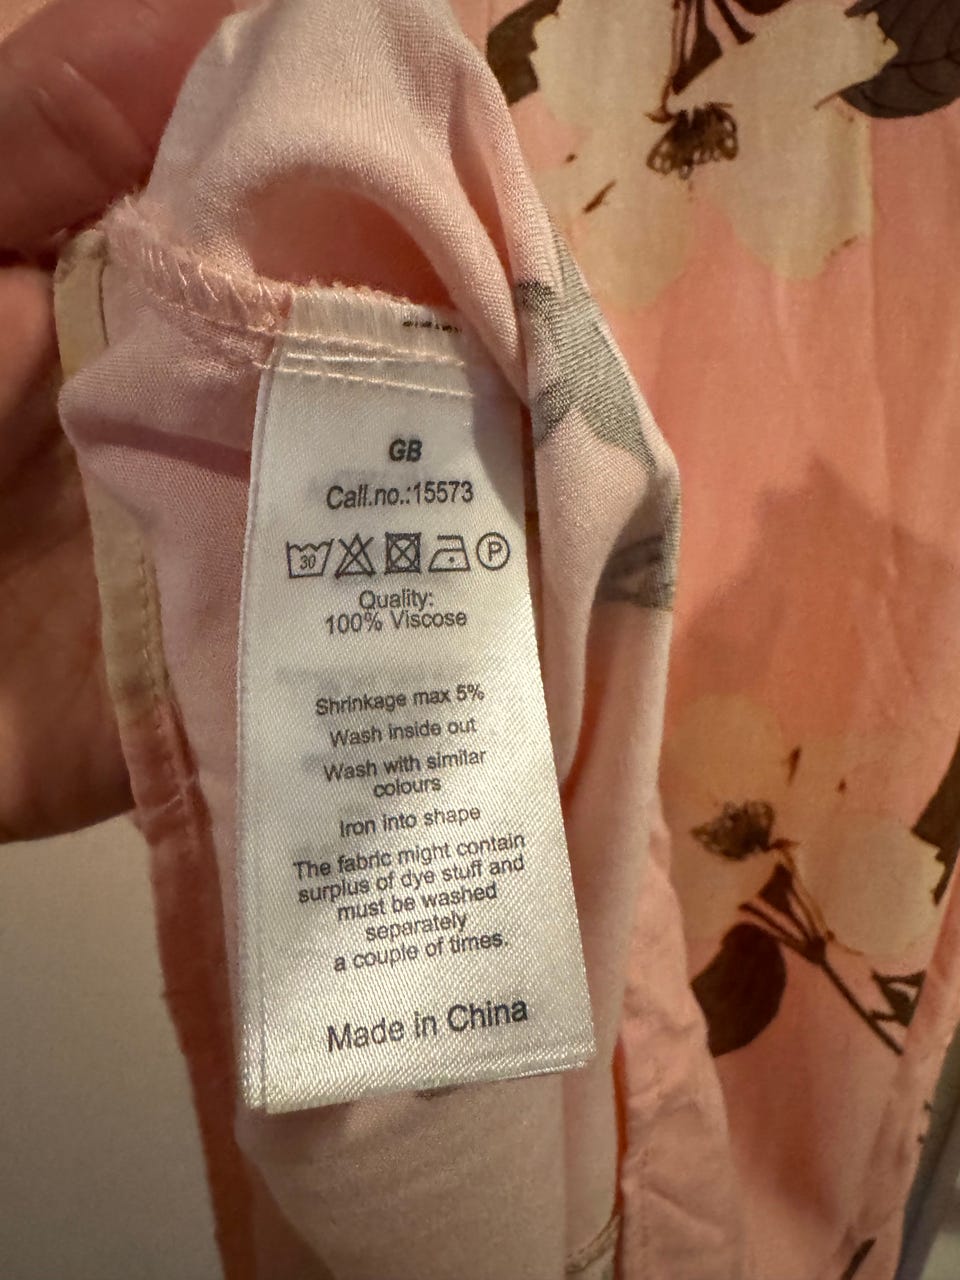 GB
Call.no.:15573
30 P
Quality:
100% Viscose
Shrinkage max 5%
Wash inside out
Wash with similar
colours
Iron into shape
The fabric might contain
surplus of dye stuff and
must be washed
separately
a couple of times.
Made in China